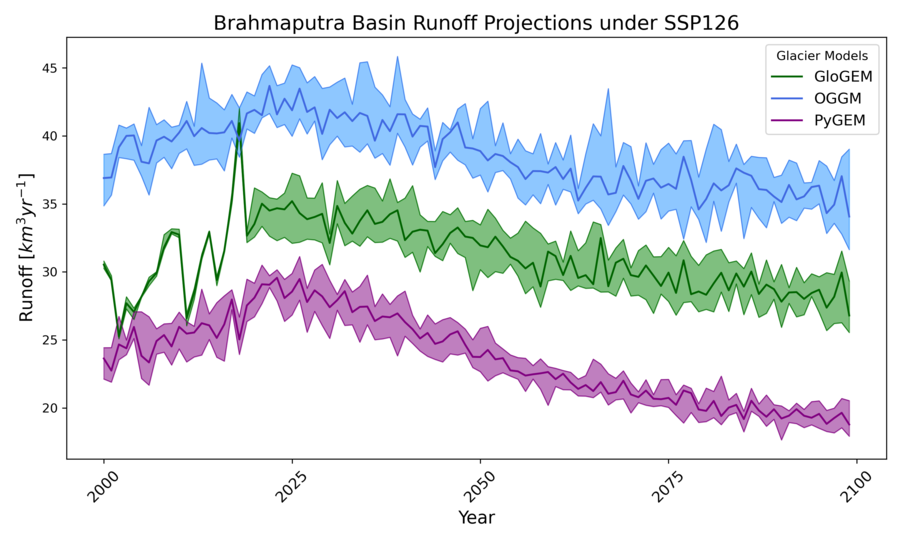 Brahmaputra Basin Runoff Projections under SSP126
Glacier Models
GloGEM
OGGM
PyGEM
Runoff [km³yr⁻¹]
45
40
35
30
25
20
2000
2025
2050
2075
2100
Year